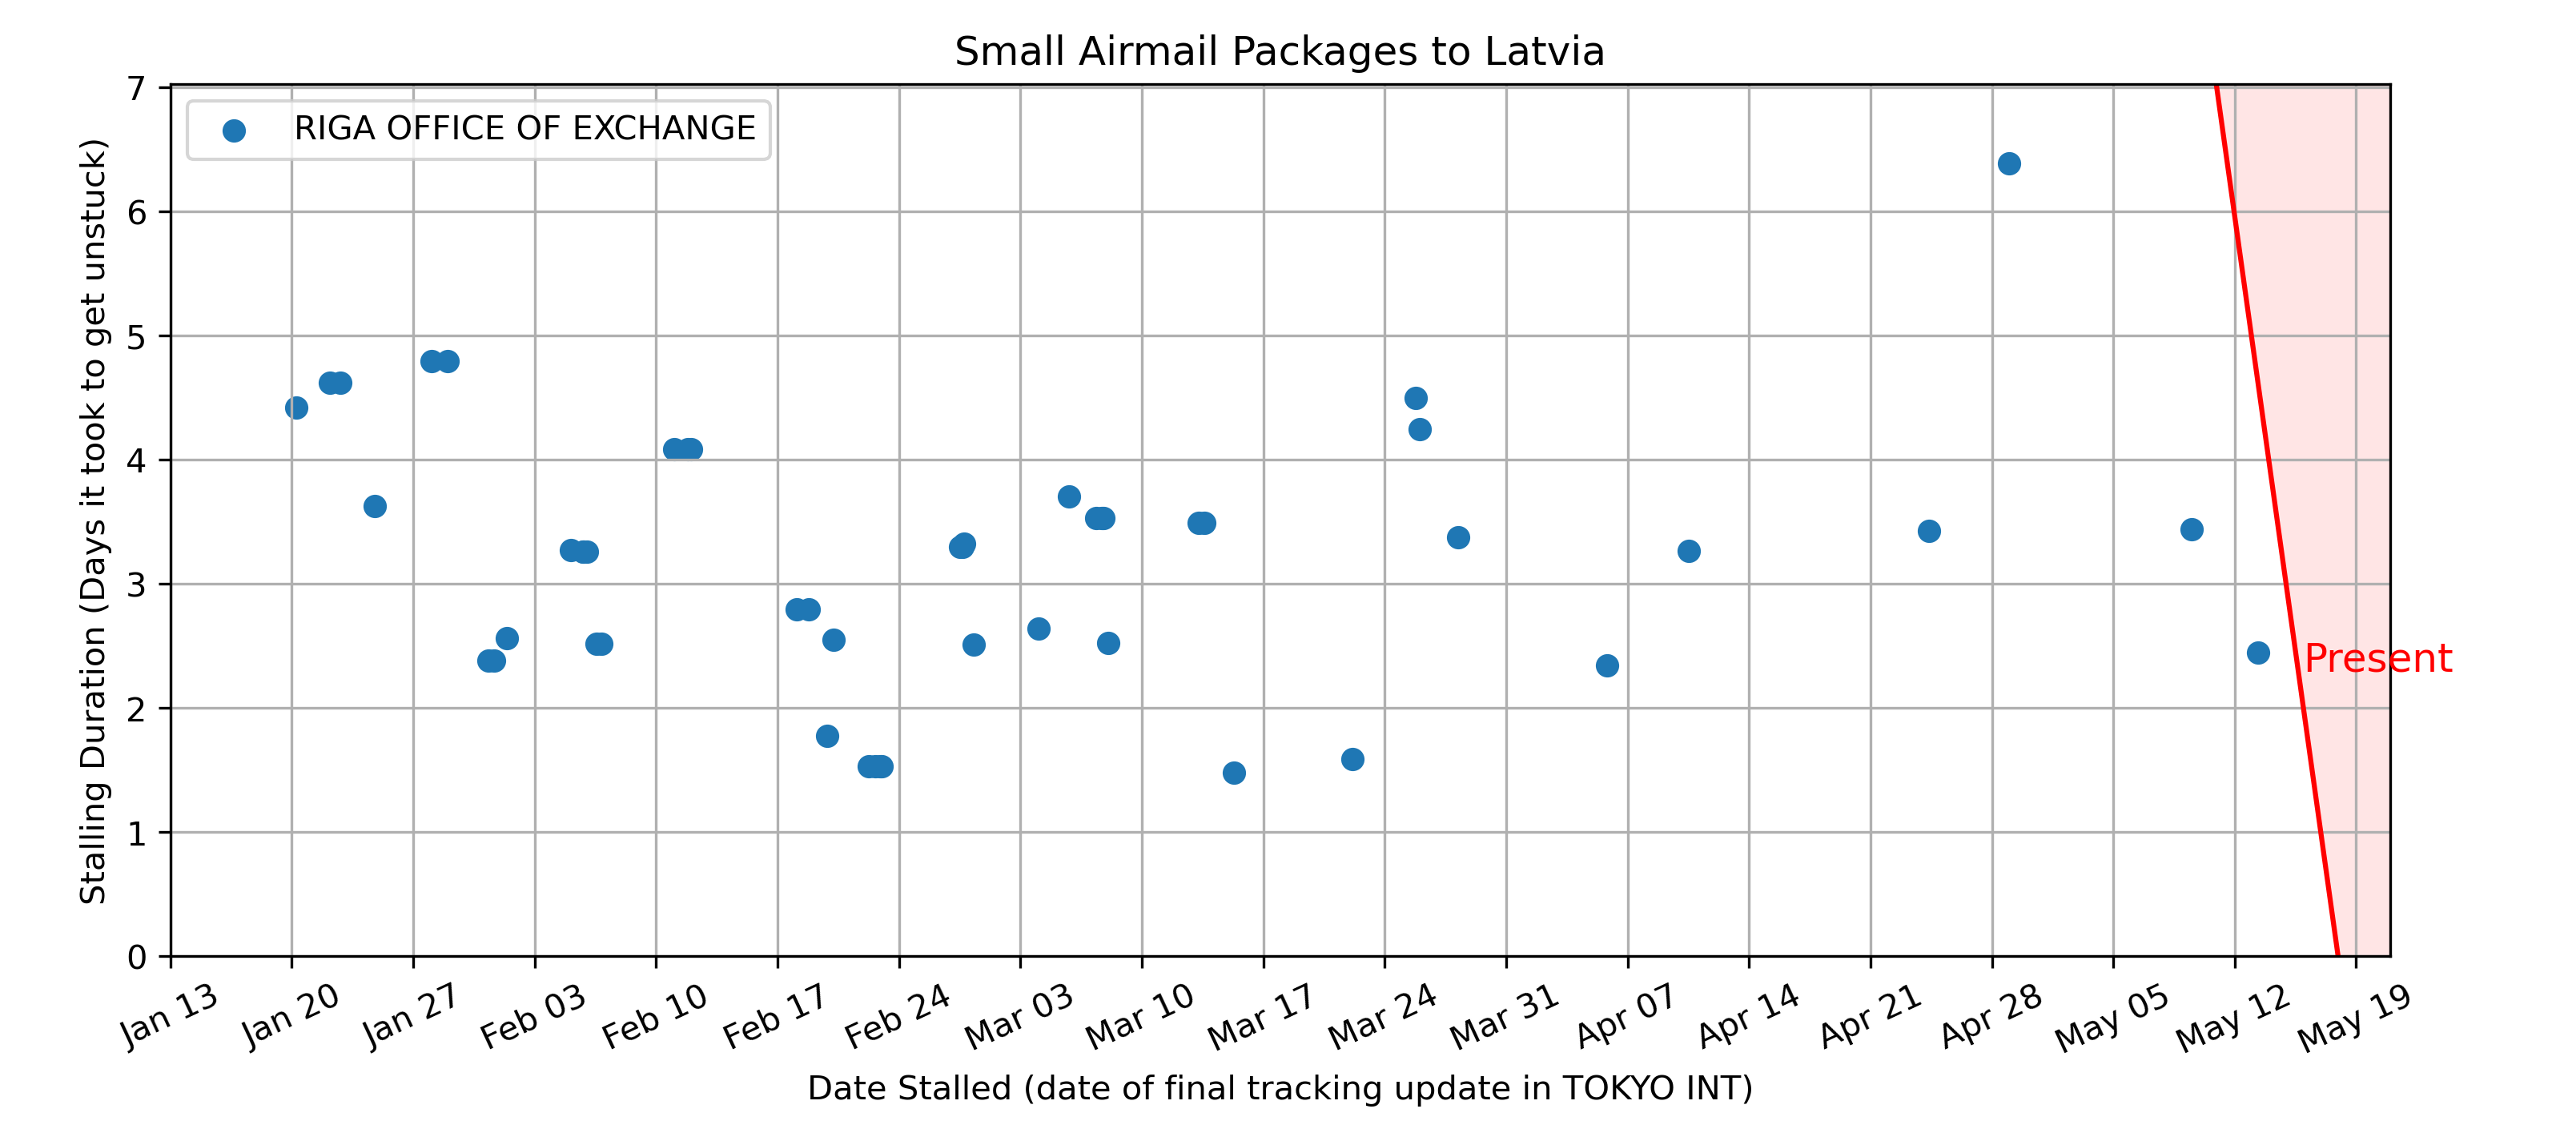 Small Airmail Packages to Latvia
RIGA OFFICE OF EXCHANGE
Stalling Duration (Days it took to get unstuck)
7
6
5
4
3
2
1
0
Present
Jan 13
Jan 20
Jan 27
Feb 03
Feb 10
Feb 17
Feb 24
Mar 03
Mar 10
Mar 17
Mar 24
Mar 31
Apr 07
Apr 14
Apr 21
Apr 28
May 05
May 12
May 19
Date Stalled (date of final tracking update in TOKYO INT)